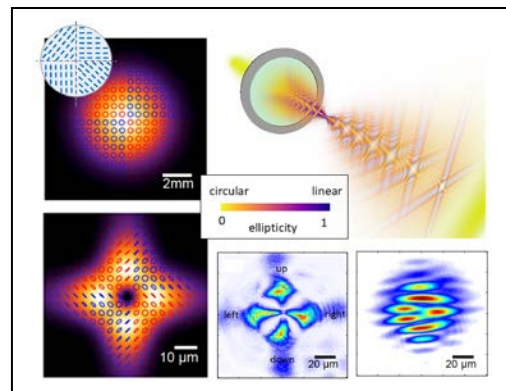 2mm
circular linear
0 1
ellipticity
10 µm
up
left right
down
20 µm
20 µm